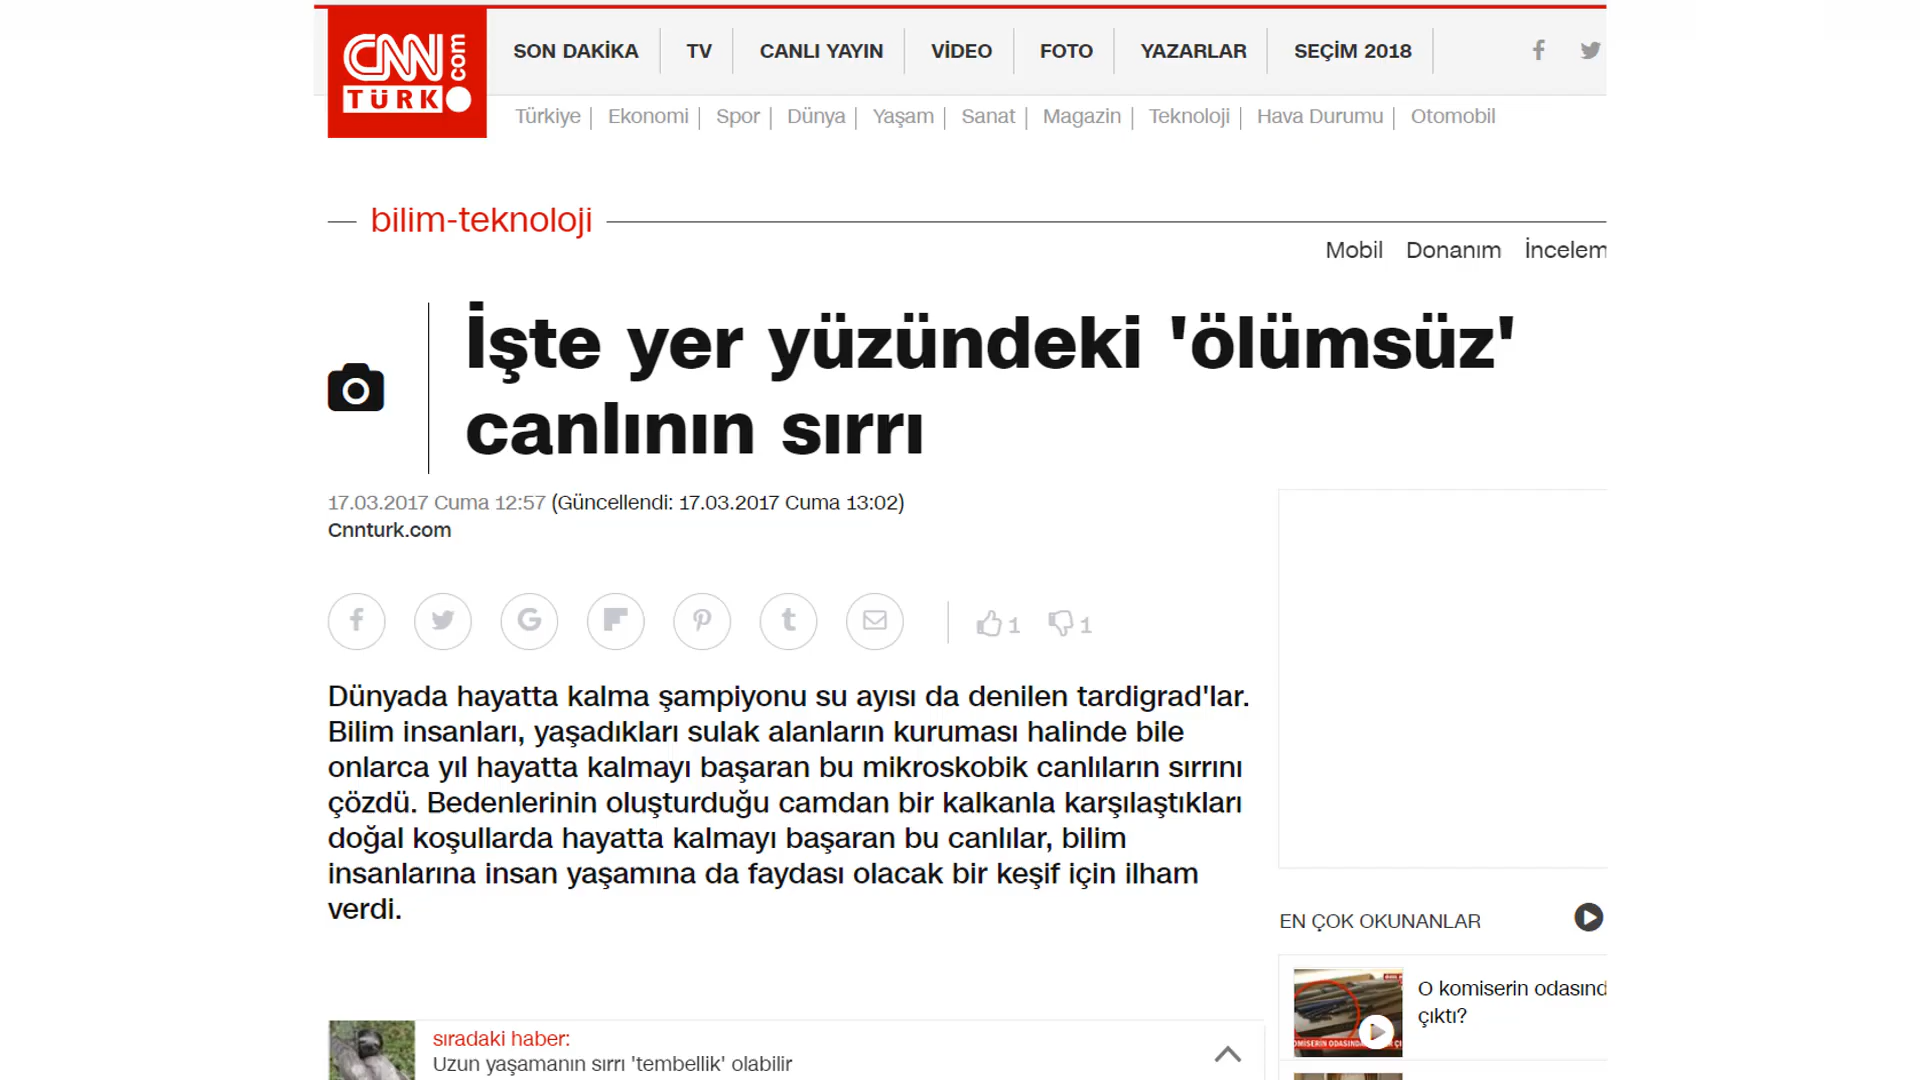 CNN.com
TÜRK
SON DAKİKA
TV
CANLI YAYIN
VİDEO
FOTO
YAZARLAR
SEÇİM 2018
Türkiye
Ekonomi
Spor
Dünya
Yaşam
Sanat
Magazin
Teknoloji
Hava Durumu
Otomobil
bilim-teknoloji
Mobil
Donanım
İncelem
İşte yer yüzündeki 'ölümsüz'
canlının sırrı
17.03.2017 Cuma 12:57 (Güncellendi: 17.03.2017 Cuma 13:02)
Cnnturk.com
1
1
Dünyada hayatta kalma şampiyonu su ayısı da denilen tardigrad'lar.
Bilim insanları, yaşadıkları sulak alanların kuruması halinde bile
onlarca yıl hayatta kalmayı başaran bu mikroskobik canlıların sırrını
çözdü. Bedenlerinin oluşturduğu camdan bir kalkanla karşılaştıkları
doğal koşullarda hayatta kalmayı başaran bu canlılar, bilim
insanlarına insan yaşamına da faydası olacak bir keşif için ilham
verdi.
EN ÇOK OKUNANLAR
O komiserin odasınd
çıktı?
sıradaki haber:
Uzun yaşamanın sırrı 'tembellik' olabilir